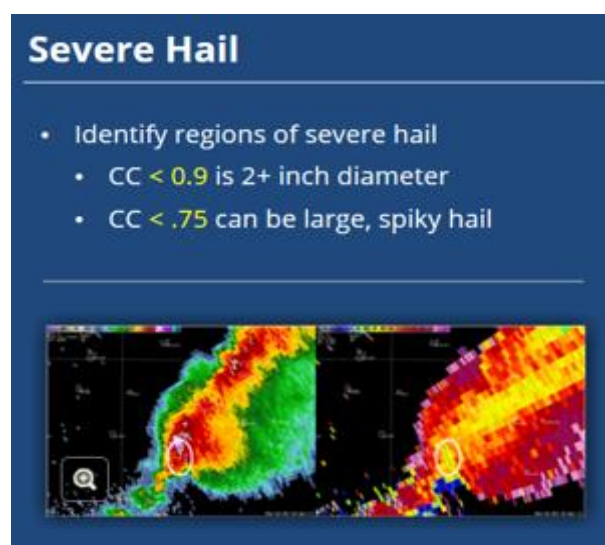 Severe Hail
• Identify regions of severe hail
• CC < 0.9 is 2+ inch diameter
• CC < .75 can be large, spiky hail